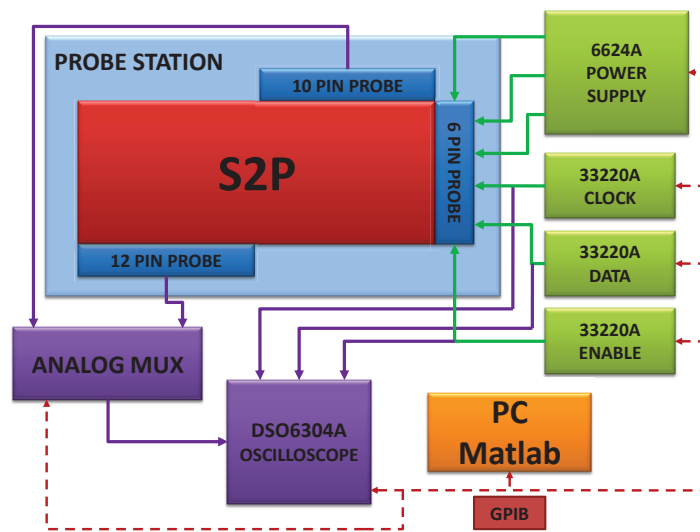 PROBE STATION
10 PIN PROBE
S2P
6 PIN PROBE
12 PIN PROBE
6624A
POWER
SUPPLY
33220A
CLOCK
33220A
DATA
33220A
ENABLE
ANALOG MUX
DSO6304A
OSCILLOSCOPE
PC
Matlab
GPIB